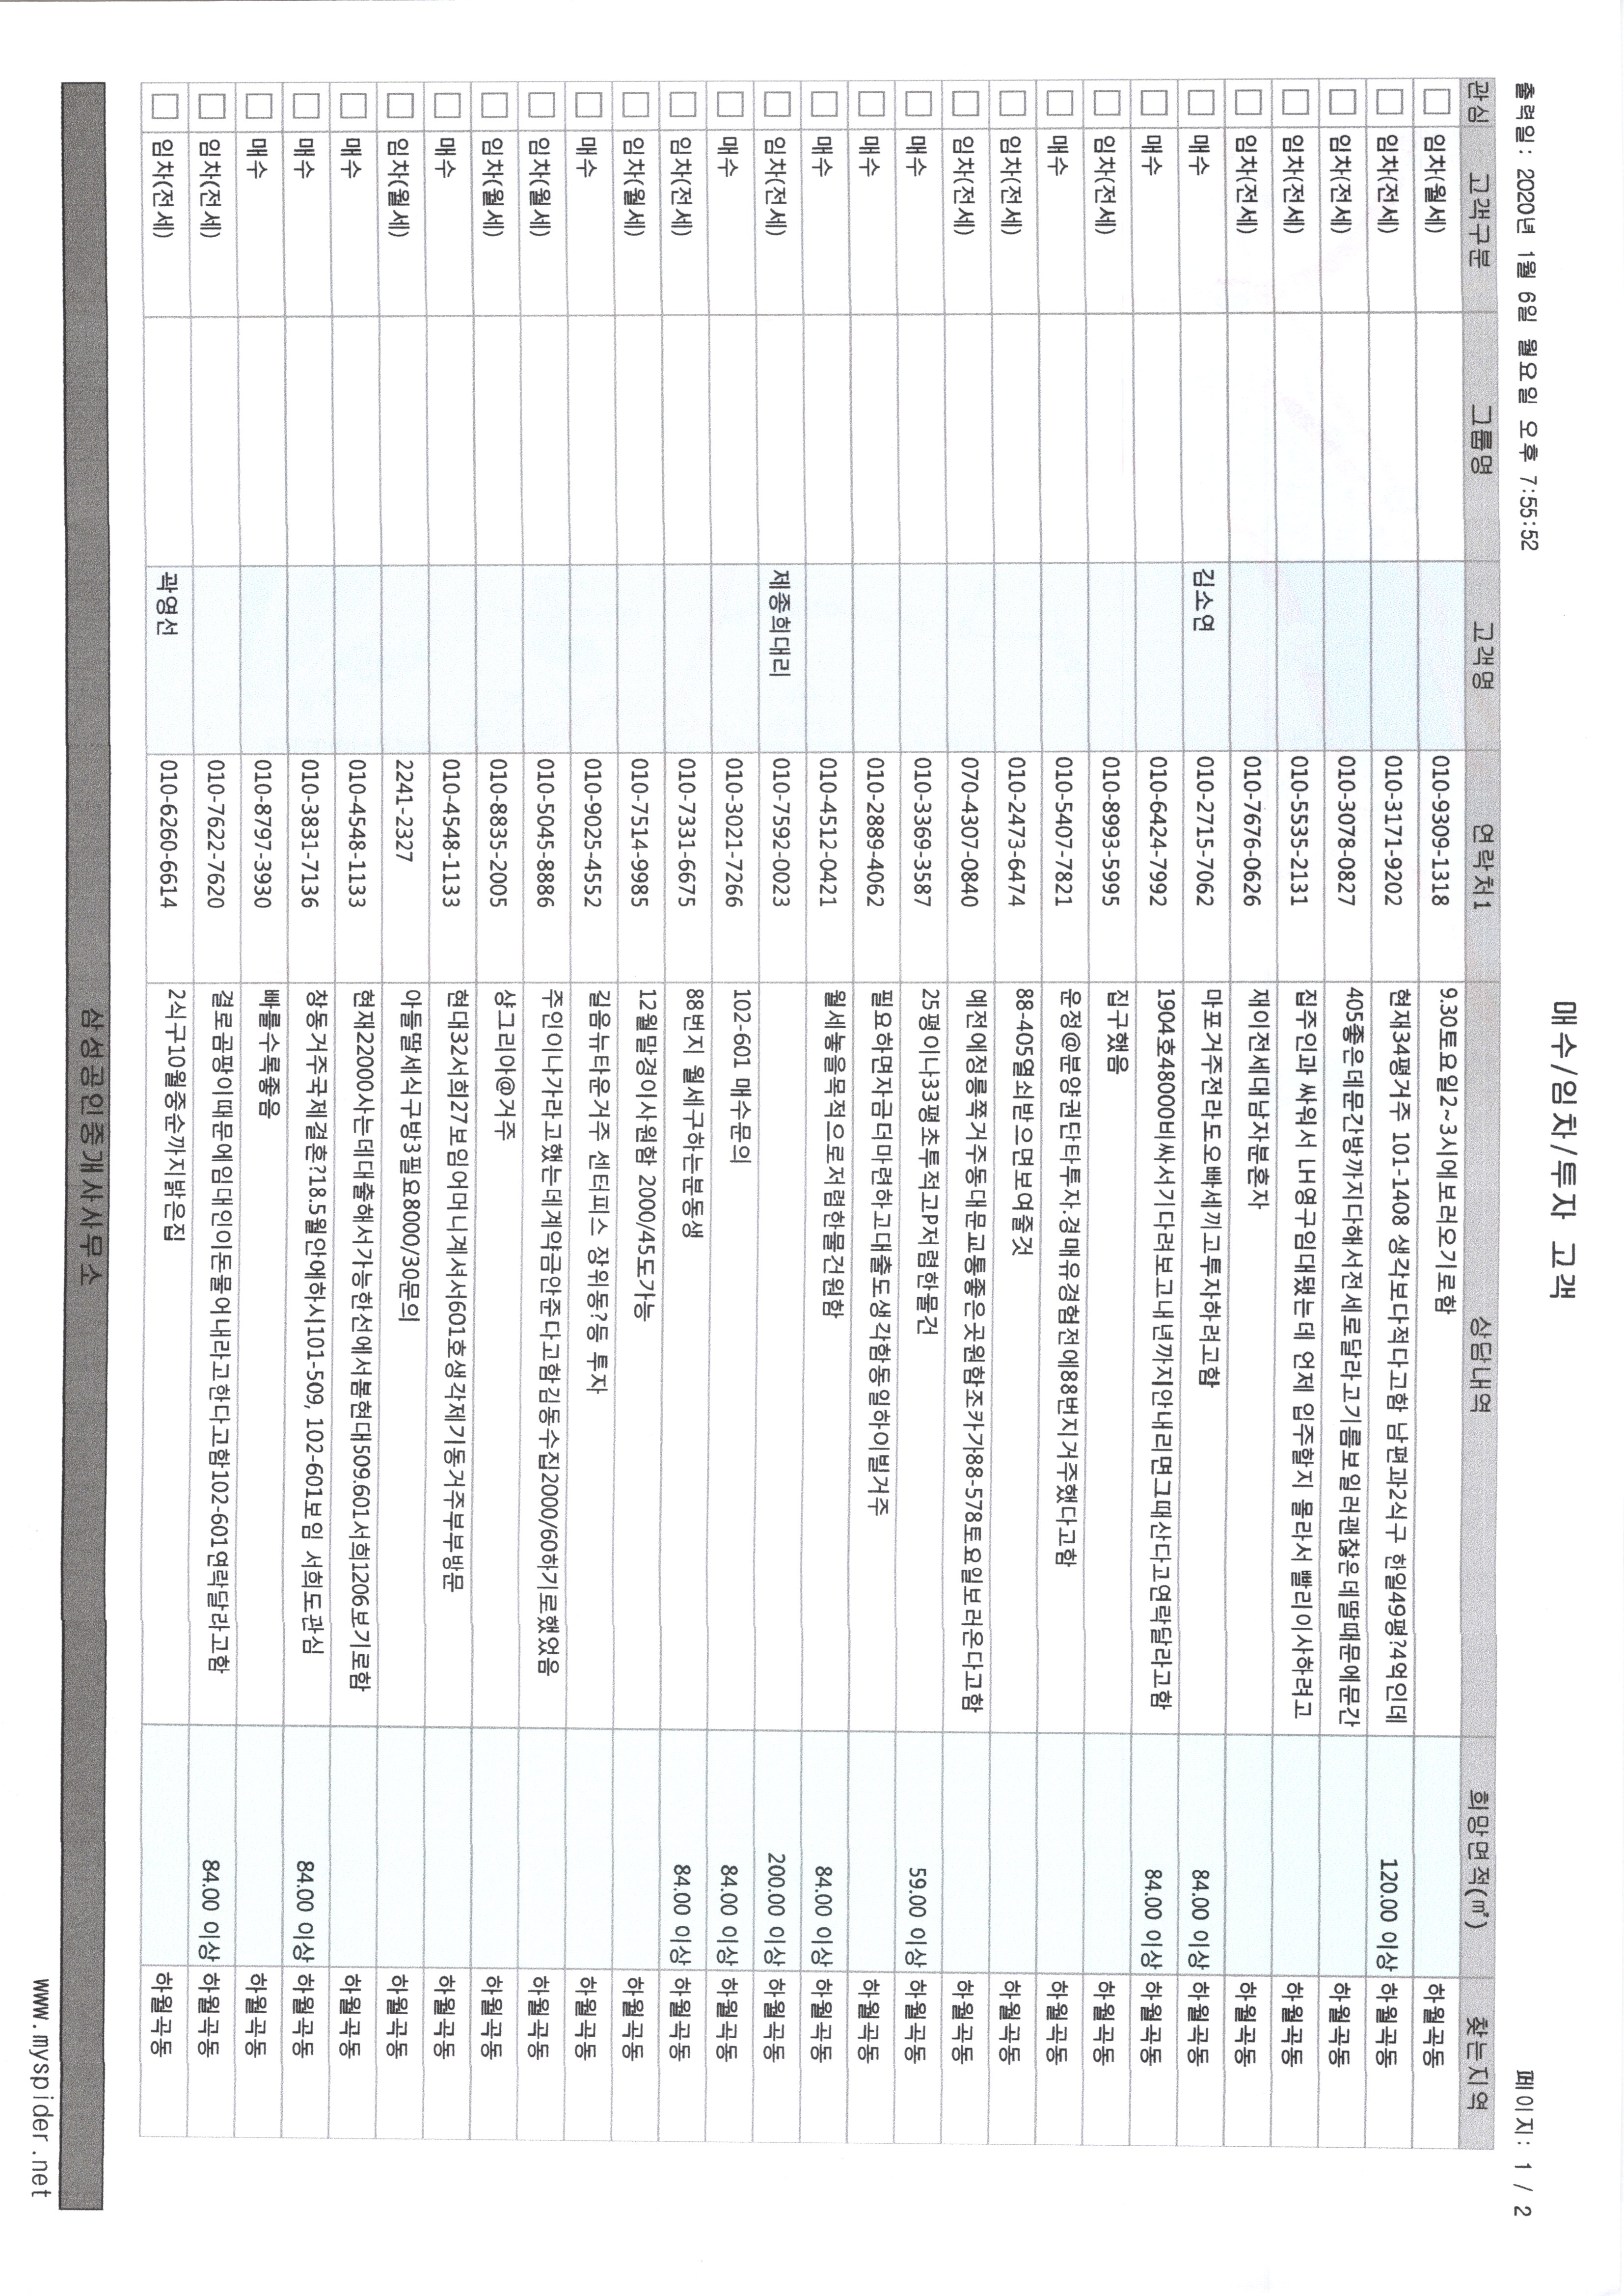 매수/임차/투자 고객
출력일: 2020년 1월 6일 월요일 오후 7:55:52
페이지: 1 / 2
관심 고객구분 그룹명 고객명 연락처1 상담내역 희망면적(㎡) 찾는지역
임차(월세) 010-9309-1318 9.30토요일2~3시에보러오기로함 하월곡동
임차(전세) 010-3171-9202 현재34평거주 101-1408 생각보다적다고함 남편과2식구 한일49평?4억인데 120.00 이상 하월곡동
임차(전세) 010-3078-0827 405좋은데문간방까지다해서전세로달라고기름보일러괜찮은데딸때문에문간 하월곡동
임차(전세) 010-5535-2131 집주인과 싸워서 LH영구임대됐는데 언제 입주할지 몰라서 빨리이사하려고 하월곡동
임차(전세) 010-7676-0626 재이전세대남자분혼자 하월곡동
매수 김소연 010-2715-7062 마포거주전라도오빠세끼고투자하려고함 84.00 이상 하월곡동
매수 010-6424-7992 1904호48000비싸서기다려보고내년까지안내리면그때산다고연락달라고함 84.00 이상 하월곡동
임차(전세) 010-8993-5995 집구했음 하월곡동
매수 010-5407-7821 운정@분양권단타투자.경매유경험전에88번지거주했다고함 하월곡동
임차(전세) 010-2473-6474 88-405열쇠받으면보여줄것 하월곡동
임차(전세) 070-4307-0840 예전에정릉쪽거주동대문교통좋은곳원함조카가88-578토요일보러온다고함 하월곡동
매수 010-3369-3587 25평이나33평초투적고P저렴한물건 59.00 이상 하월곡동
매수 010-2889-4062 필요하면자금더마련하고대출도생각함동일하이빌거주 하월곡동
매수 010-4512-0421 월세놓을목적으로저렴한물건원함 84.00 이상 하월곡동
임차(전세) 제종희대리 010-7592-0023 200.00 이상 하월곡동
매수 010-3021-7266 102-601 매수문의 84.00 이상 하월곡동
임차(전세) 010-7331-6675 88번지 월세구하는분동생 84.00 이상 하월곡동
임차(월세) 010-7514-9985 12월말경이사원함 2000/45도가능 하월곡동
매수 010-9025-4552 길음뉴타운거주 센터피스 장위동?등 투자 하월곡동
임차(월세) 010-5045-8886 주인이나가라고했는데계약금안준다고함김동수집2000/60하기로했었음 하월곡동
임차(월세) 010-8835-2005 샹그리아@거주 하월곡동
매수 010-4548-1133 현대32서희27보임어머니계셔서601호생각제기동거주부부방문 하월곡동
임차(월세) 2241-2327 아들딸세식구방3필요8000/30문의 하월곡동
매수 010-4548-1133 현재22000사는데대출해서가능한선에서봄현대509.601서희1206보기로함 하월곡동
매수 010-3831-7136 창동거주국제결혼?18.5월안에하시101-509, 102-601보임 서희도관심 84.00 이상 하월곡동
매수 010-8797-3930 빠를수록좋음 하월곡동
임차(전세) 010-7622-7620 결로곰팡이때문에임대인이돈물어내라고한다고함102-601연락달라고함 84.00 이상 하월곡동
임차(전세) 곽영선 010-6260-6614 2식구10월중순까지밝은집 하월곡동
삼성공인중개사사무소
www.myspider.net